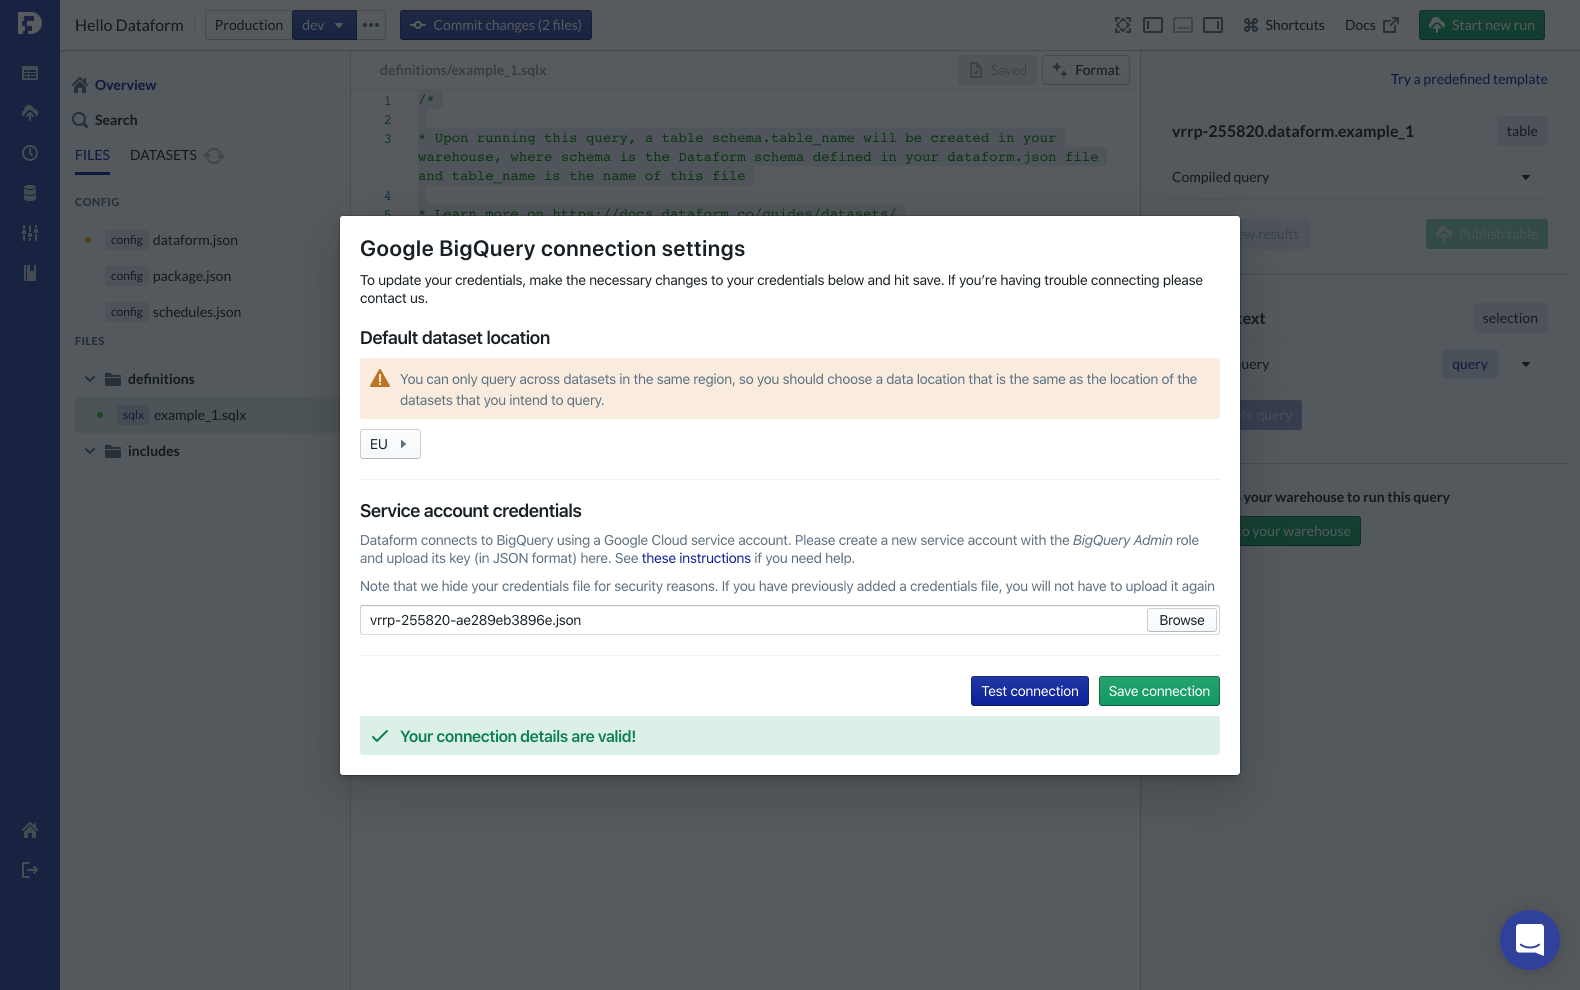 Hello Dataform
Production
dev
Commit changes (2 files)
Shortcuts
Docs
Start new run
Overview
Search
FILES
DATASETS
CONFIG
config dataform.json
config package.json
config schedules.json
FILES
definitions
sqlx example_1.sqlx
includes
definitions/example_1.sqlx
Saved
Format
1 /*
2
3 * Upon running this query, a table schema.table_name will be created in your
warehouse, where schema is the Dataform schema defined in your dataform.json file
and table_name is the name of this file
4
5 * Learn more on https://docs.dataform.co/guides/datasets/
Try a predefined template
vrrp-255820.dataform.example_1
table
Compiled query
results
Publish table
selection
query
query
your warehouse to run this query
to your warehouse
Google BigQuery connection settings
To update your credentials, make the necessary changes to your credentials below and hit save. If you're having trouble connecting please
contact us.
Default dataset location
You can only query across datasets in the same region, so you should choose a data location that is the same as the location of the
datasets that you intend to query.
EU
Service account credentials
Dataform connects to BigQuery using a Google Cloud service account. Please create a new service account with the BigQuery Admin role
and upload its key (in JSON format) here. See these instructions if you need help.
Note that we hide your credentials file for security reasons. If you have previously added a credentials file, you will not have to upload it again
vrrp-255820-ae289eb3896e.json
Browse
Test connection
Save connection
Your connection details are valid!